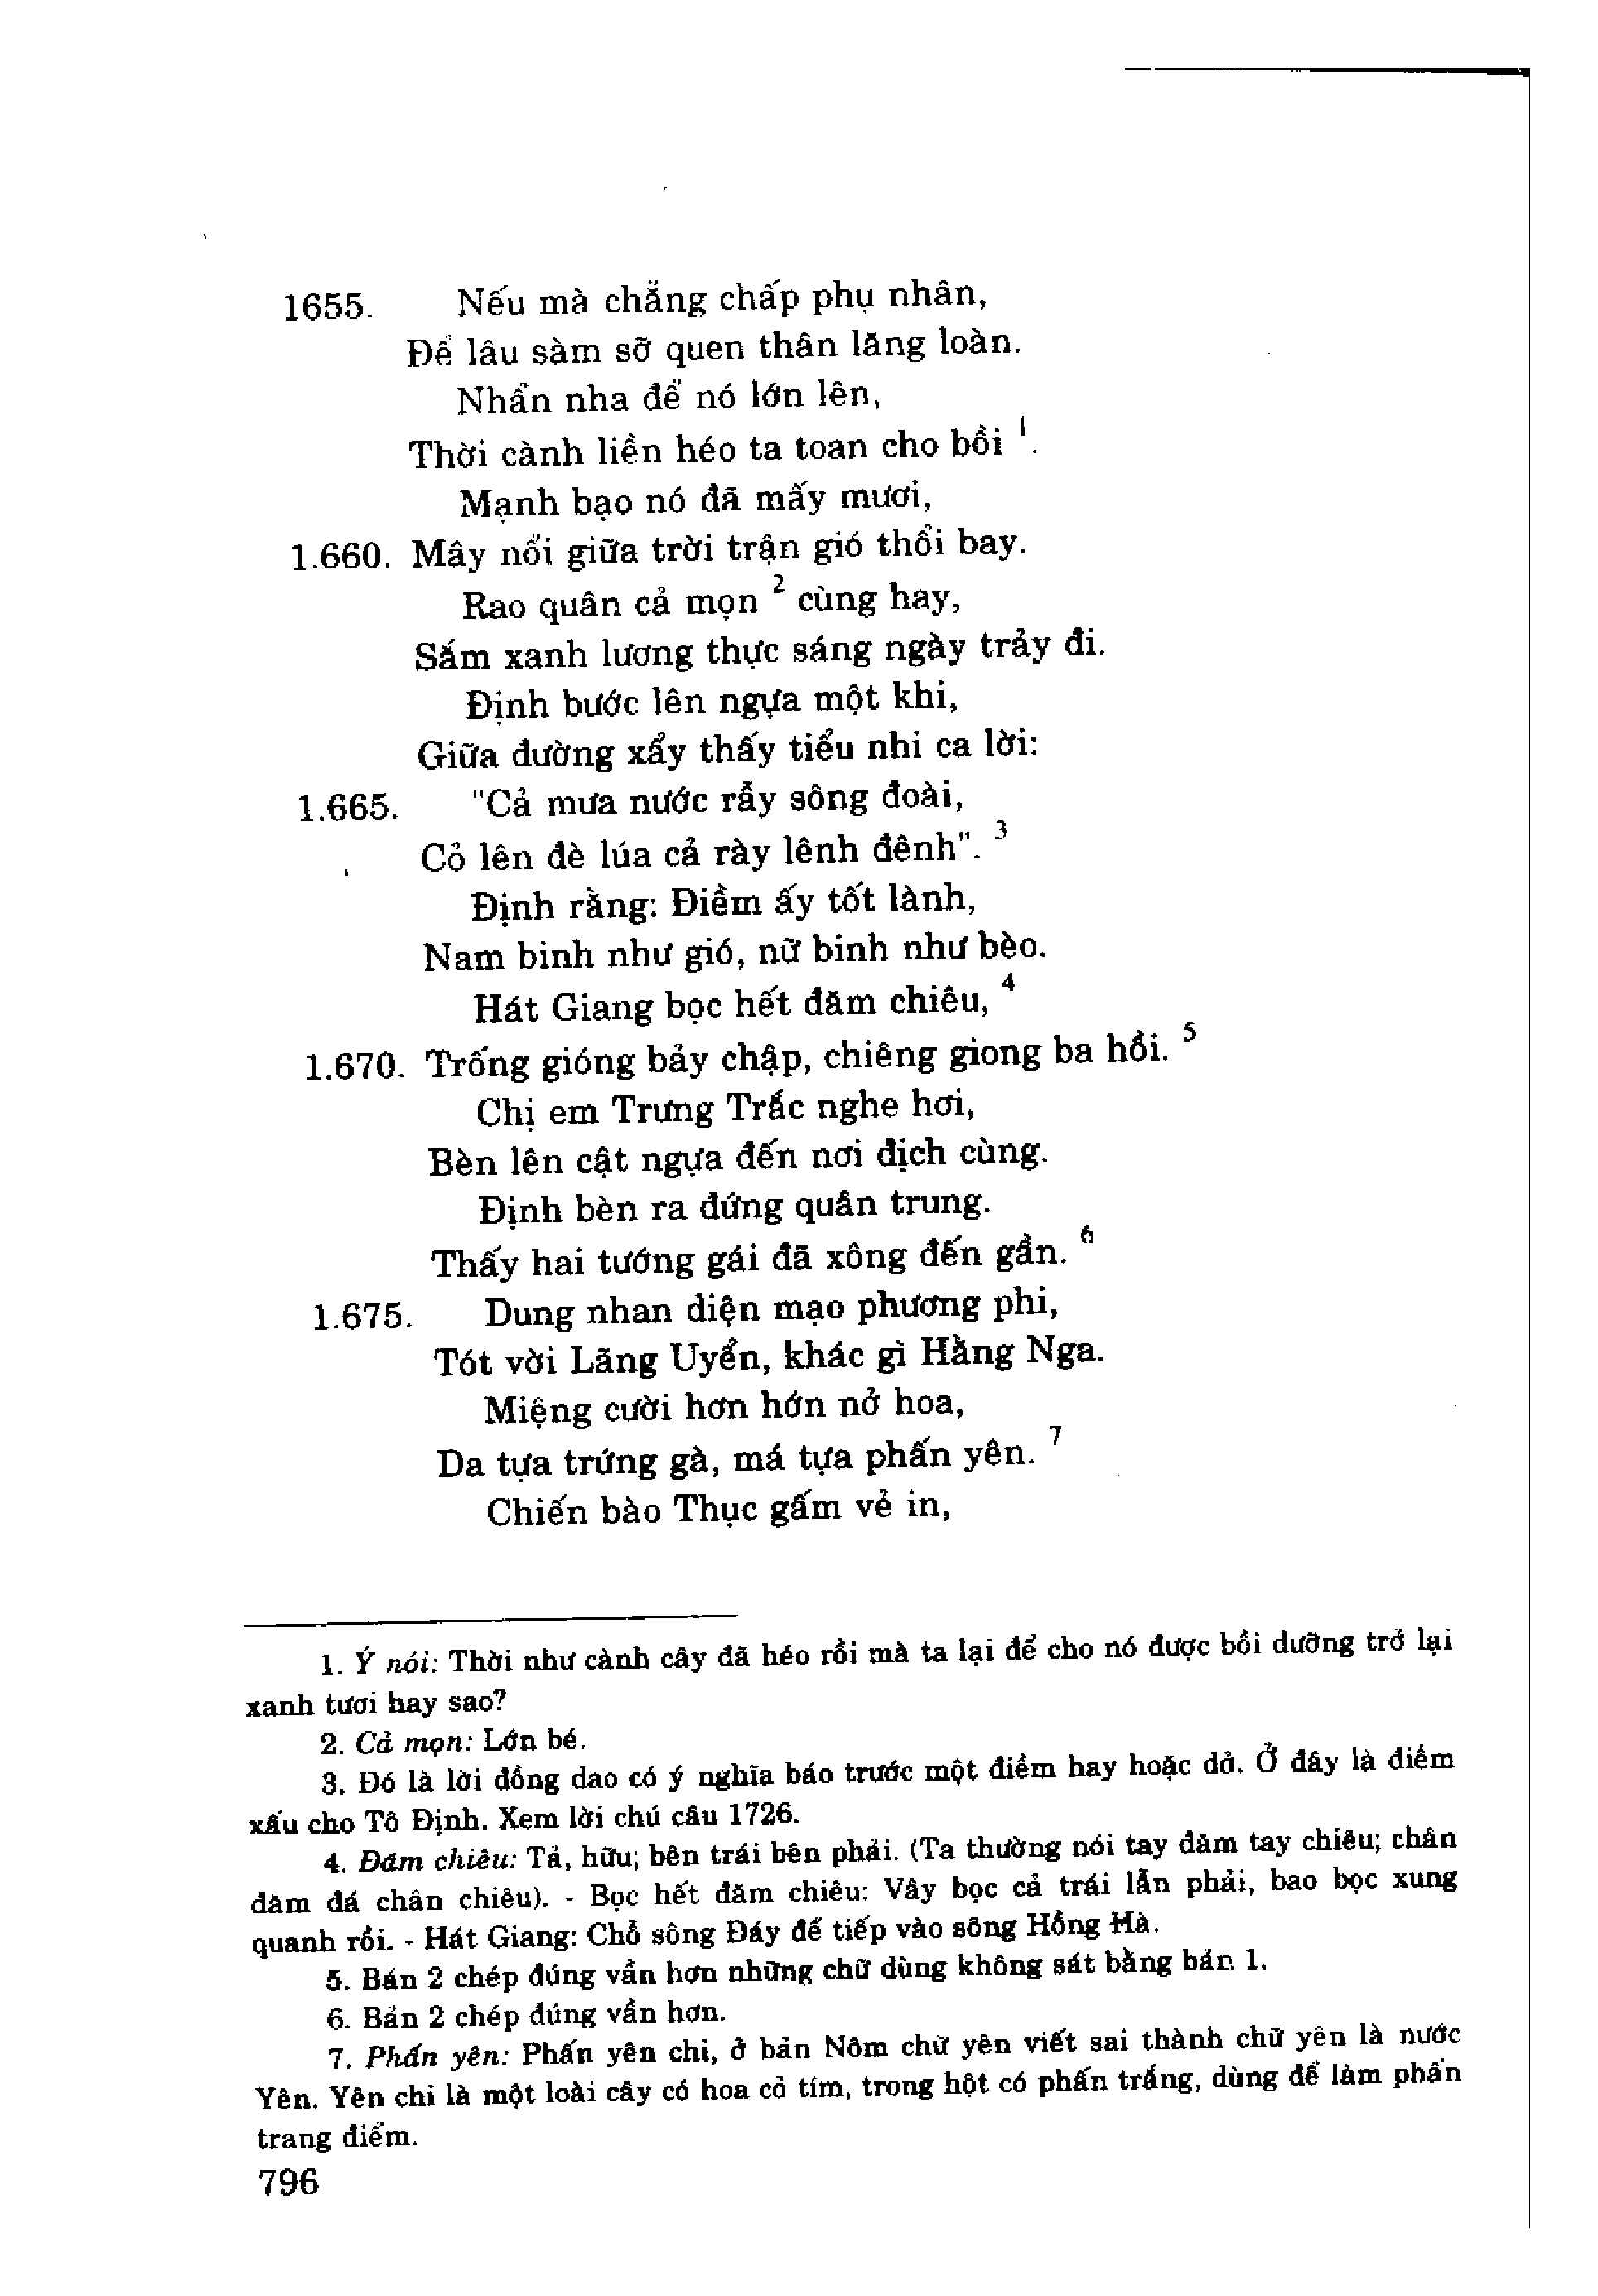 1655. Nếu mà chẳng chấp phụ nhân,
Để lâu sàm sỡ quen thân lăng loàn.
Nhẩn nha để nó lớn lên,
Thời cành liền héo ta toan cho bồi 1.
Mạnh bạo nó đã mấy mươi,
1.660. Mây nổi giữa trời trận gió thổi bay.
Rao quân cả mọn 2 cùng hay,
Sắm xanh lương thực sáng ngày trảy đi.
Định bước lên ngựa một khi,
Giữa đường xẩy thấy tiểu nhi ca lời:
1.665. "Cả mưa nước rẫy sông đoài,
Cỏ lên đè lúa cả rày lênh đênh". 3
Định rằng: Điềm ấy tốt lành,
Nam binh như gió, nữ binh như bèo.
Hát Giang bọc hết đăm chiêu, 4
1.670. Trống gióng bảy chập, chiêng giong ba hồi. 5
Chị em Trưng Trắc nghe hơi,
Bèn lên cật ngựa đến nơi địch cùng.
Định bèn ra đứng quân trung.
Thấy hai tướng gái đã xông đến gần. 6
1.675. Dung nhan diện mạo phương phi,
Tót vời Lãng Uyển, khác gì Hằng Nga.
Miệng cười hơn hớn nở hoa,
Da tựa trứng gà, má tựa phấn yên. 7
Chiến bào Thục gấm vẻ in,
1. Ý nói: Thời như cành cây đã héo rồi mà ta lại để cho nó được bồi dưỡng trở lại
xanh tươi hay sao?
2. Cả mọn: Lớn bé.
3. Đó là lời đồng dao có ý nghĩa báo trước một điềm hay hoặc dở. Ở đây là điềm
xấu cho Tô Định. Xem lời chú câu 1726.
4. Đăm chiêu: Tả, hữu; bên trái bên phải. (Ta thường nói tay đăm tay chiêu; chân
đăm đá chân chiêu). - Bọc hết đăm chiêu: Vây bọc cả trái lẫn phải, bao bọc xung
quanh rồi. - Hát Giang: Chỗ sông Đáy để tiếp vào sông Hồng Hà.
5. Bản 2 chép đúng vần hơn những chữ dùng không sát bằng bản 1.
6. Bản 2 chép đúng vần hơn.
7. Phấn yên: Phấn yên chi, ở bản Nôm chữ yên viết sai thành chữ yên là nước
Yên. Yên chi là một loài cây có hoa cỏ tím, trong hột có phấn trắng, dùng để làm phấn
trang điểm.
796